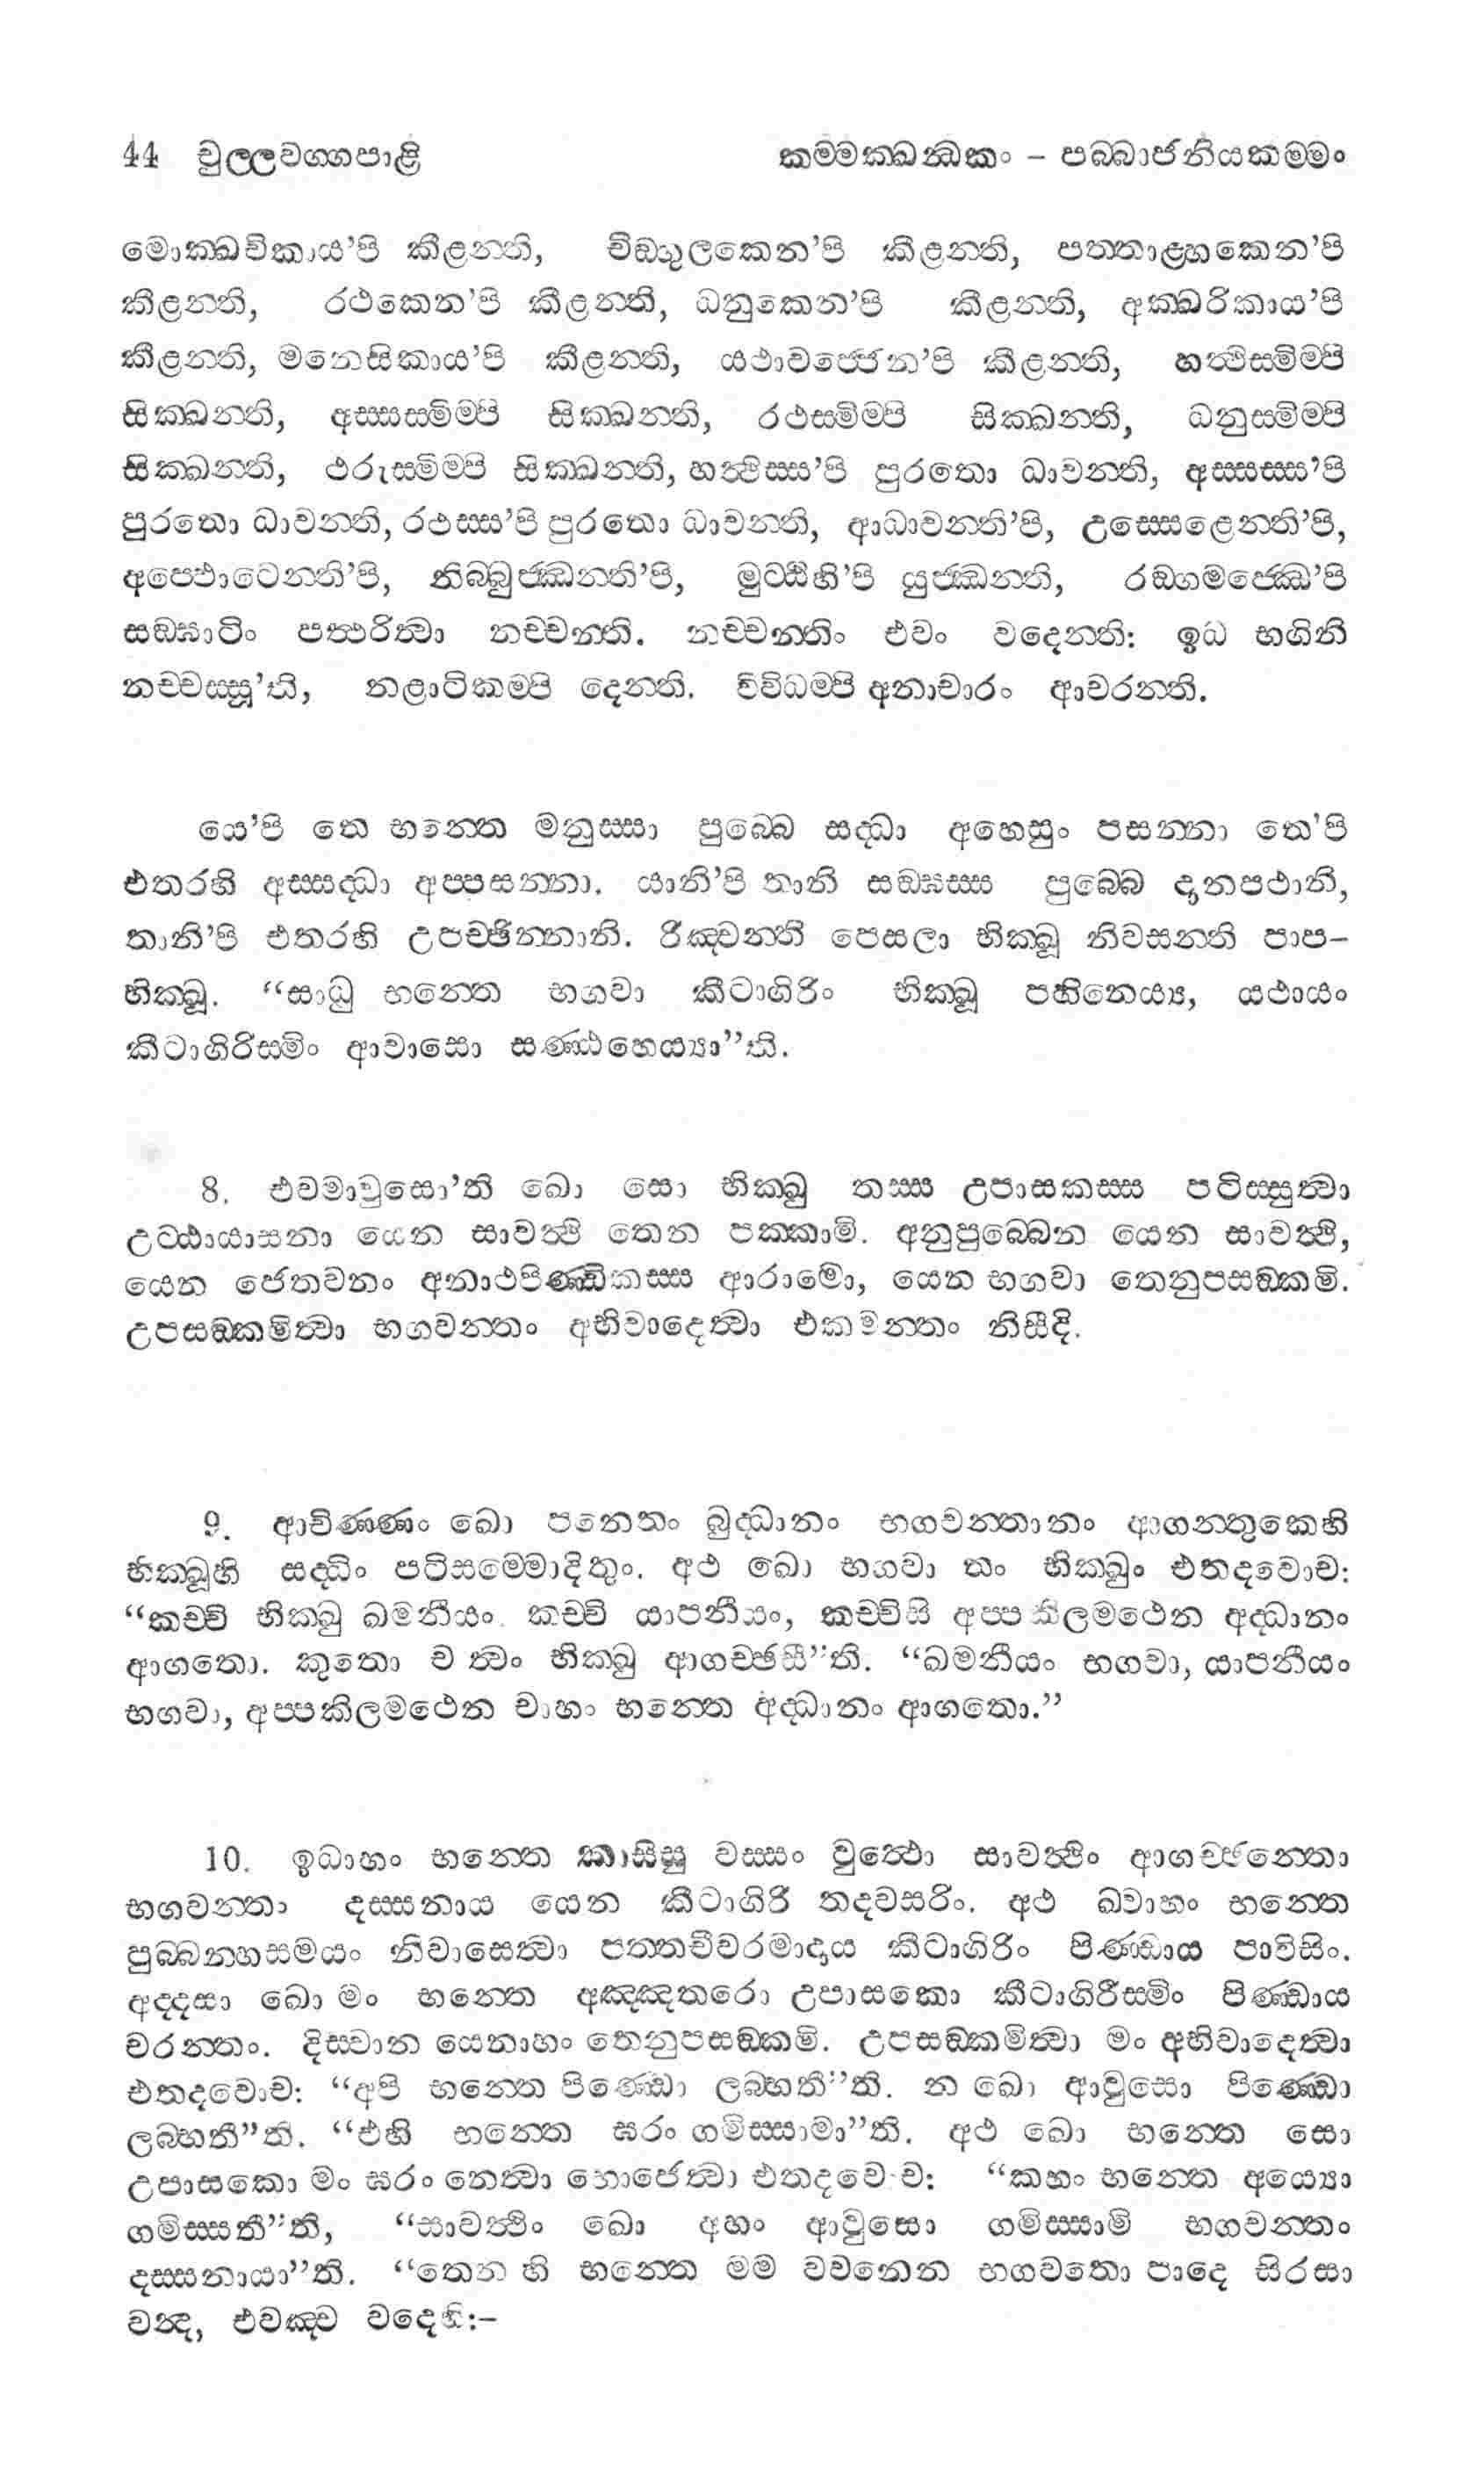 44 චුල්ලවග්ගපාළි කම්මක්ඛන්ධකං – පබ්බාජනියකම්මං
මොක්ඛචිකාය’පි කීළන්ති, චිඞ්ගුලකෙන’පි කීළන්ති, පත්තාළ්හකෙන’පි
කීළන්ති, රථකෙන’පි කීළන්ති, ධනුකෙන’පි කීළන්ති, අක්ඛරිකාය’පි
කීළන්ති, මනෙසිකාය’පි කීළන්ති, යථාවජ්ජෙන’පි කීළන්ති, හත්ථිස්මිම්පි
සික්ඛන්ති, අස්සස්මිම්පි සික්ඛන්ති, රථස්මිම්පි සික්ඛන්ති, ධනුස්මිම්පි
සික්ඛන්ති, ථරුස්මිම්පි සික්ඛන්ති, හත්ථිස්ස’පි පුරතො ධාවන්ති, අස්සස්ස’පි
පුරතො ධාවන්ති, රථස්ස’පි පුරතො ධාවන්ති, ආධාවන්ති’පි, උස්සෙළෙන්ති’පි,
අප්ඵොටෙන්ති’පි, නිබ්බුජ්ඣන්ති’පි, මුට්ඨීහි’පි යුජ්ඣන්ති, රඞ්ගමජ්ඣෙ’පි
සඞ්ඝාටිං පත්ථරිත්වා නච්චන්ති. නච්චන්තිං එවං වදෙන්ති: ඉධ භගිනි
නච්චස්සූ’ති, නළාටිකම්පි දෙන්ති. විවිධම්පි අනාචාරං ආචරන්ති.
යෙ’පි තෙ භන්තෙ මනුස්සා පුබ්බෙ සද්ධා අහෙසුං පසන්නා තෙ’පි
එතරහි අස්සද්ධා අප්පසන්නා. යානි’පි තානි සඞ්ඝස්ස පුබ්බෙ දානපථානි,
තානි’පි එතරහි උපච්ඡින්නානි. රිඤ්චන්ති පෙසලා භික්ඛූ නිවසන්ති පාප–
භික්ඛූ. “සාධු භන්තෙ භගවා කීටාගිරිං භික්ඛූ පහිනෙය්‍ය, යථායං
කීටාගිරිස්මිං ආවාසො සණ්ඨහෙය්‍යා”ති.
8. එවමාවුසො’ති ඛො සො භික්ඛු තස්ස උපාසකස්ස පටිස්සුත්වා
උට්ඨායාසනා යෙන සාවත්ථි තෙන පක්කාමි. අනුපුබ්බෙන යෙන සාවත්ථි,
යෙන ජෙතවනං අනාථපිණ්ඩිකස්ස ආරාමො, යෙන භගවා තෙනුපසඞ්කමි.
උපසඞ්කමිත්වා භගවන්තං අභිවාදෙත්වා එකමන්තං නිසීදි.
9. ආචිණ්ණං ඛො පනෙතං බුද්ධානං භගවන්තානං ආගන්තුකෙහි
භික්ඛූහි සද්ධිං පටිසම්මොදිතුං. අථ ඛො භගවා තං භික්ඛුං එතදවොච:
“කච්චි භික්ඛු ඛමනීයං. කච්චි යාපනීයං, කච්චිසි අප්පකිලමථෙන අද්ධානං
ආගතො. කුතො ච ත්වං භික්ඛු ආගච්ඡසී”ති. “ඛමනීයං භගවා, යාපනීයං
භගවා, අප්පකිලමථෙන චාහං භන්තෙ අද්ධානං ආගතො.”
10. ඉධාහං භන්තෙ කාසීසු වස්සං වුත්ථො සාවත්ථිං ආගච්ඡන්තො
භගවන්තා දස්සනාය යෙන කීටාගිරි තදවසරිං. අථ ඛ්වාහං භන්තෙ
පුබ්බන්හසමයං නිවාසෙත්වා පත්තචීවරමාදාය කිටාගිරිං පිණ්ඩාය පාවිසිං.
අද්දසා ඛො මං භන්තෙ අඤ්ඤතරො උපාසකො කීටාගිරිස්මිං පිණ්ඩාය
චරන්තං. දිස්වාන යෙනාහං තෙනුපසඞ්කමි. උපසඞ්කමිත්වා මං අභිවාදෙත්වා
එතදවොච: “අපි භන්තෙ පිණ්ඩො ලබ්භතී”ති. න ඛො ආවුසො පිණ්ඩො
ලබ්භතී”ති. “එහි භන්තෙ ඝරං ගමිස්සාමා”ති. අථ ඛො භන්තෙ සො
උපාසකො මං ඝරං නෙත්වා භොජෙත්වා එතදවොච: “කහං භන්තෙ අය්‍යො
ගමිස්සතී”ති, “සාවත්ථිං ඛො අහං ආවුසො ගමිස්සාමි භගවන්තං
දස්සනායා”ති. “තෙන හි භන්තෙ මම වචනෙන භගවතො පාදෙ සිරසා
වන්ද, එවඤ්ච වදෙහි:–